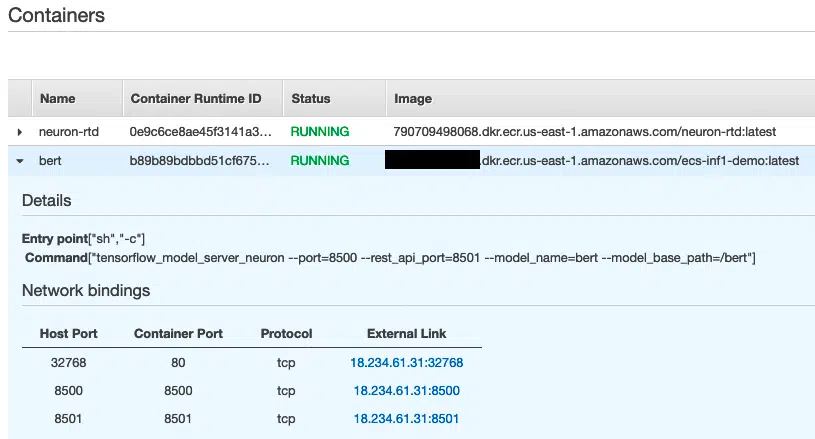 Containers
Name Container Runtime ID Status Image
neuron-rtd 0e9c6ce8ae45f3141a3... RUNNING 790709498068.dkr.ecr.us-east-1.amazonaws.com/neuron-rtd:latest
bert b89b89bdbbd51cf675... RUNNING .dkr.ecr.us-east-1.amazonaws.com/ecs-inf1-demo:latest
Details
Entry point["sh","-c"]
Command["tensorflow_model_server_neuron --port=8500 --rest_api_port=8501 --model_name=bert --model_base_path=/bert"]
Network bindings
Host Port Container Port Protocol External Link
32768 80 tcp 18.234.61.31:32768
8500 8500 tcp 18.234.61.31:8500
8501 8501 tcp 18.234.61.31:8501